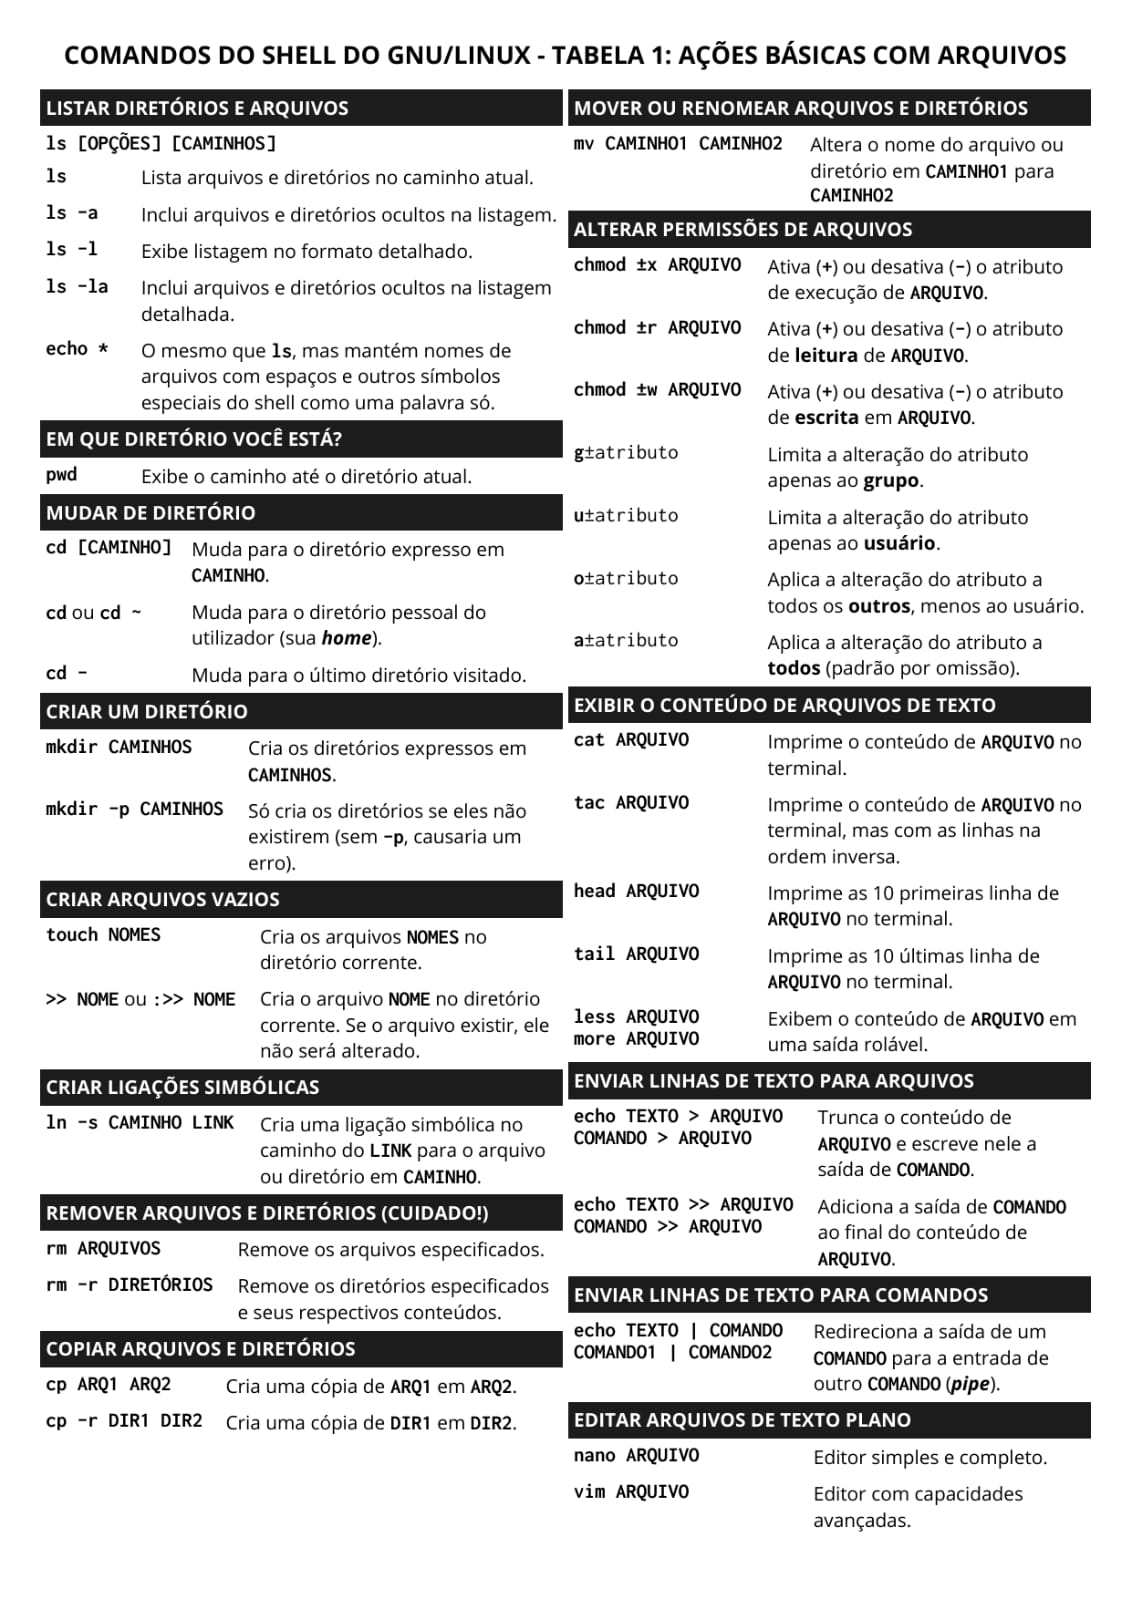 COMANDOS DO SHELL DO GNU/LINUX - TABELA 1: AÇÕES BÁSICAS COM ARQUIVOS
LISTAR DIRETÓRIOS E ARQUIVOS
ls [OPÇÕES] [CAMINHOS]
ls Lista arquivos e diretórios no caminho atual.
ls -a Inclui arquivos e diretórios ocultos na listagem.
ls -l Exibe listagem no formato detalhado.
ls -la Inclui arquivos e diretórios ocultos na listagem
detalhada.
echo * O mesmo que ls, mas mantém nomes de
arquivos com espaços e outros símbolos
especiais do shell como uma palavra só.
EM QUE DIRETÓRIO VOCÊ ESTÁ?
pwd Exibe o caminho até o diretório atual.
MUDAR DE DIRETÓRIO
cd [CAMINHO] Muda para o diretório expresso em
CAMINHO.
cd ou cd ~ Muda para o diretório pessoal do
utilizador (sua home).
cd - Muda para o último diretório visitado.
CRIAR UM DIRETÓRIO
mkdir CAMINHOS Cria os diretórios expressos em
CAMINHOS.
mkdir -p CAMINHOS Só cria os diretórios se eles não
existirem (sem -p, causaria um
erro).
CRIAR ARQUIVOS VAZIOS
touch NOMES Cria os arquivos NOMES no
diretório corrente.
>> NOME ou :>> NOME Cria o arquivo NOME no diretório
corrente. Se o arquivo existir, ele
não será alterado.
CRIAR LIGAÇÕES SIMBÓLICAS
ln -s CAMINHO LINK Cria uma ligação simbólica no
caminho do LINK para o arquivo
ou diretório em CAMINHO.
REMOVER ARQUIVOS E DIRETÓRIOS (CUIDADO!)
rm ARQUIVOS Remove os arquivos especificados.
rm -r DIRETÓRIOS Remove os diretórios especificados
e seus respectivos conteúdos.
COPIAR ARQUIVOS E DIRETÓRIOS
cp ARQ1 ARQ2 Cria uma cópia de ARQ1 em ARQ2.
cp -r DIR1 DIR2 Cria uma cópia de DIR1 em DIR2.
MOVER OU RENOMEAR ARQUIVOS E DIRETÓRIOS
mv CAMINHO1 CAMINHO2 Altera o nome do arquivo ou
diretório em CAMINHO1 para
CAMINHO2
ALTERAR PERMISSÕES DE ARQUIVOS
chmod ±x ARQUIVO Ativa (+) ou desativa (-) o atributo
de execução de ARQUIVO.
chmod ±r ARQUIVO Ativa (+) ou desativa (-) o atributo
de leitura de ARQUIVO.
chmod ±w ARQUIVO Ativa (+) ou desativa (-) o atributo
de escrita em ARQUIVO.
g±atributo Limita a alteração do atributo
apenas ao grupo.
u±atributo Limita a alteração do atributo
apenas ao usuário.
o±atributo Aplica a alteração do atributo a
todos os outros, menos ao usuário.
a±atributo Aplica a alteração do atributo a
todos (padrão por omissão).
EXIBIR O CONTEÚDO DE ARQUIVOS DE TEXTO
cat ARQUIVO Imprime o conteúdo de ARQUIVO no
terminal.
tac ARQUIVO Imprime o conteúdo de ARQUIVO no
terminal, mas com as linhas na
ordem inversa.
head ARQUIVO Imprime as 10 primeiras linha de
ARQUIVO no terminal.
tail ARQUIVO Imprime as 10 últimas linha de
ARQUIVO no terminal.
less ARQUIVO Exibem o conteúdo de ARQUIVO em
more ARQUIVO uma saída rolável.
ENVIAR LINHAS DE TEXTO PARA ARQUIVOS
echo TEXTO > ARQUIVO Trunca o conteúdo de
COMANDO > ARQUIVO ARQUIVO e escreve nele a
saída de COMANDO.
echo TEXTO >> ARQUIVO Adiciona a saída de COMANDO
COMANDO >> ARQUIVO ao final do conteúdo de
ARQUIVO.
ENVIAR LINHAS DE TEXTO PARA COMANDOS
echo TEXTO | COMANDO Redireciona a saída de um
COMANDO1 | COMANDO2 COMANDO para a entrada de
outro COMANDO (pipe).
EDITAR ARQUIVOS DE TEXTO PLANO
nano ARQUIVO Editor simples e completo.
vim ARQUIVO Editor com capacidades
avançadas.